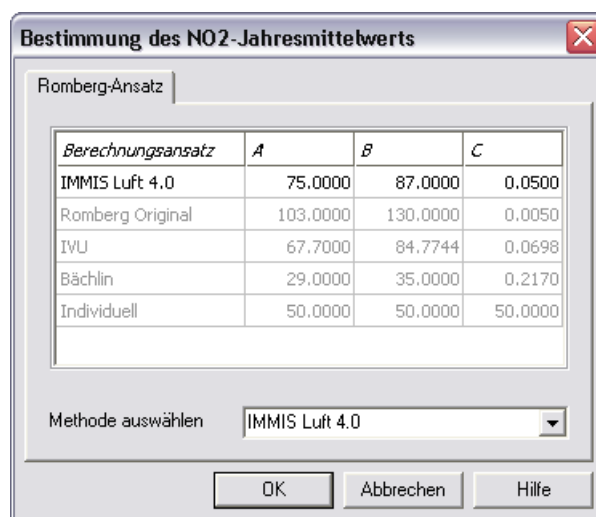 Bestimmung des NO2-Jahresmittelwerts
Romberg-Ansatz
Berechnungsansatz A B C
IMMIS Luft 4.0 75.0000 87.0000 0.0500
Romberg Original 103.0000 130.0000 0.0050
IVU 67.7000 84.7744 0.0698
Bächlin 29.0000 35.0000 0.2170
Individuell 50.0000 50.0000 50.0000
Methode auswählen IMMIS Luft 4.0
OK Abbrechen Hilfe